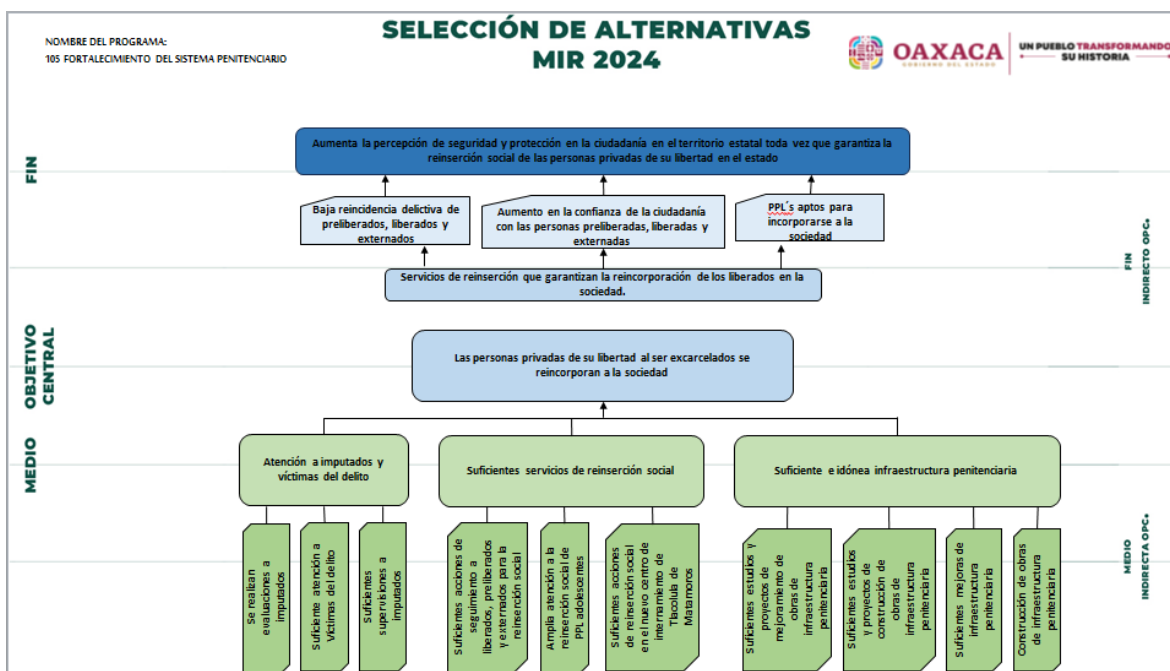 SELECCIÓN DE ALTERNATIVAS
MIR 2024
NOMBRE DEL PROGRAMA:
105 FORTALECIMIENTO DEL SISTEMA PENITENCIARIO
OAXACA
GOBIERNO DEL ESTADO
UN PUEBLO TRANSFORMANDO
SU HISTORIA
FIN
Aumenta la percepción de seguridad y protección en la ciudadanía en el territorio estatal toda vez que garantiza la
reinserción social de las personas privadas de su libertad en el estado
Baja reincidencia delictiva de
preliberados, liberados y
externados
Aumento en la confianza de la ciudadanía
con las personas preliberadas, liberadas y
externadas
PPL´s aptos para
incorporarse a la
sociedad
Servicios de reinserción que garantizan la reincorporación de los liberados en la
sociedad.
FIN
INDIRECTO OPC.
OBJETIVO
CENTRAL
Las personas privadas de su libertad al ser excarcelados se
reincorporan a la sociedad
MEDIO
Atención a imputados y
víctimas del delito
Suficientes servicios de reinserción social
Suficiente e idónea infraestructura penitenciaria
Se realizan
evaluaciones a
imputados
Suficiente atención a
Víctimas del delito
Suficientes
supervisiones a
imputados
Suficientes acciones de
seguimiento a
liberados, preliberados
y externados para la
reinserción social
Amplia atención a la
reinserción social de
PPL adolescentes
Suficientes acciones
de reinserción social
en el nuevo centro de
internamiento de
Tlacolula de
Matamoros
Suficientes estudios y
proyectos de
mejoramiento de
obras de
infraestructura
penitenciaria
Suficientes estudios
y proyectos de
construcción de
obras de
infraestructura
penitenciaria
Suficientes mejoras de
infraestructura
penitenciaria
Construcción de obras
de infraestructura
penitenciaria
MEDIO
INDIRECTA OPC.